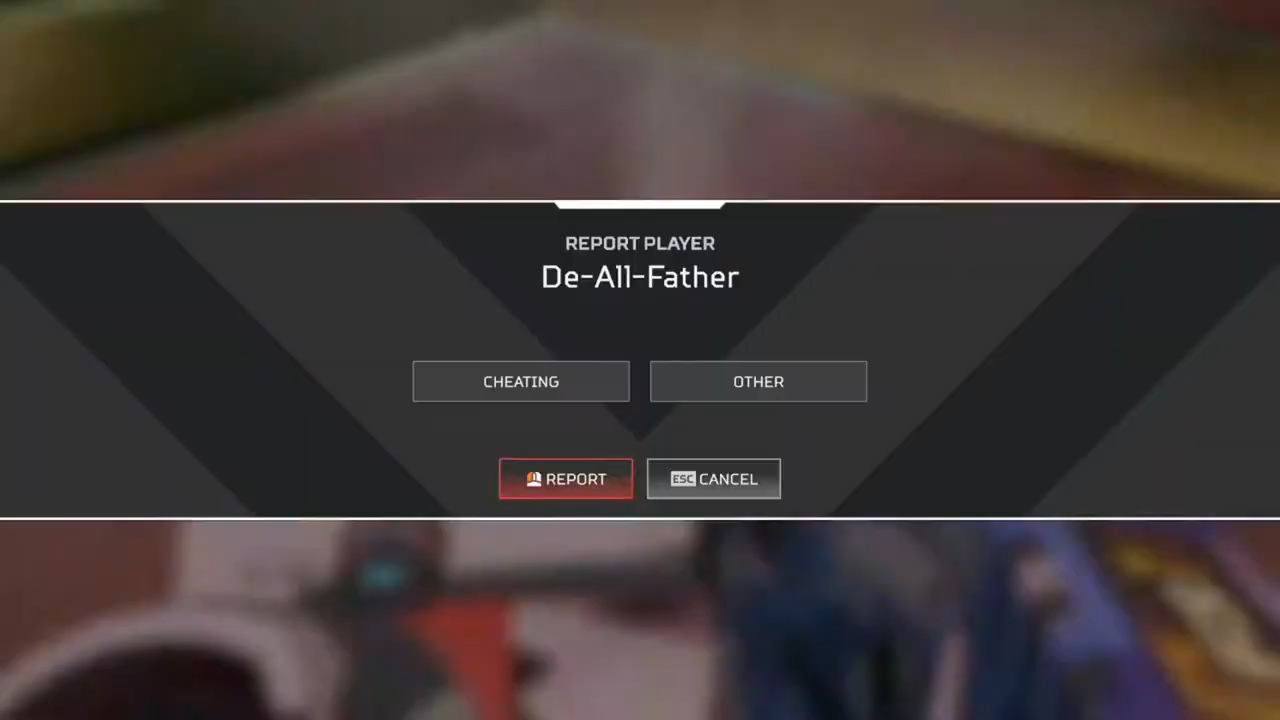 REPORT PLAYER
De-All-Father
CHEATING
OTHER
REPORT
ESC CANCEL